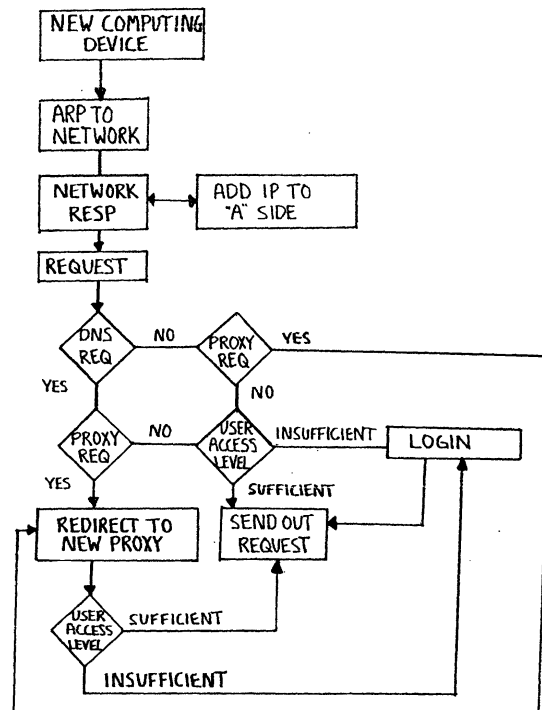 NEW COMPUTING
DEVICE
ARP TO
NETWORK
NETWORK
RESP
ADD IP TO
"A" SIDE
REQUEST
DNS
REQ
NO
PROXY
REQ
YES
YES
NO
PROXY
REQ
NO
USER
ACCESS
LEVEL
INSUFFICIENT
LOGIN
YES
SUFFICIENT
REDIRECT TO
NEW PROXY
SEND OUT
REQUEST
USER
ACCESS
LEVEL
SUFFICIENT
INSUFFICIENT